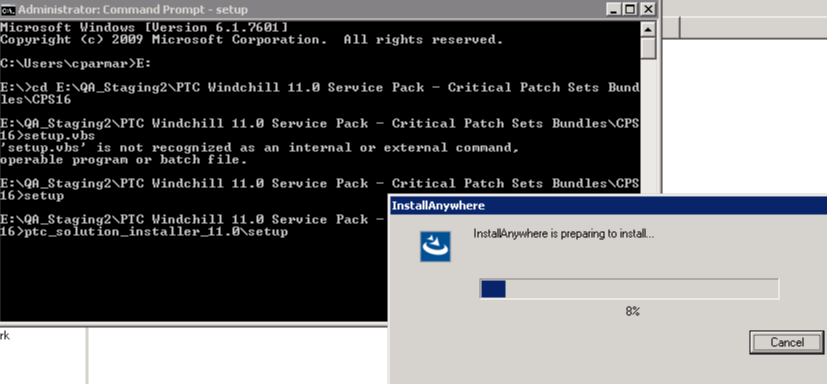 Administrator: Command Prompt - setup
Microsoft Windows [Version 6.1.7601]
Copyright (c) 2009 Microsoft Corporation.  All rights reserved.
C:\Users\cparmar>E:
E:\>cd E:\QA_Staging2\PTC Windchill 11.0 Service Pack - Critical Patch Sets Bund
les\CPS16
E:\QA_Staging2\PTC Windchill 11.0 Service Pack - Critical Patch Sets Bundles\CPS
16>setup.vbs
'setup.vbs' is not recognized as an internal or external command,
operable program or batch file.
E:\QA_Staging2\PTC Windchill 11.0 Service Pack - Critical Patch Sets Bundles\CPS
16>setup
E:\QA_Staging2\PTC Windchill 11.0 Service Pack -
16>ptc_solution_installer_11.0\setup
InstallAnywhere
InstallAnywhere is preparing to install...
8%
Cancel
rk